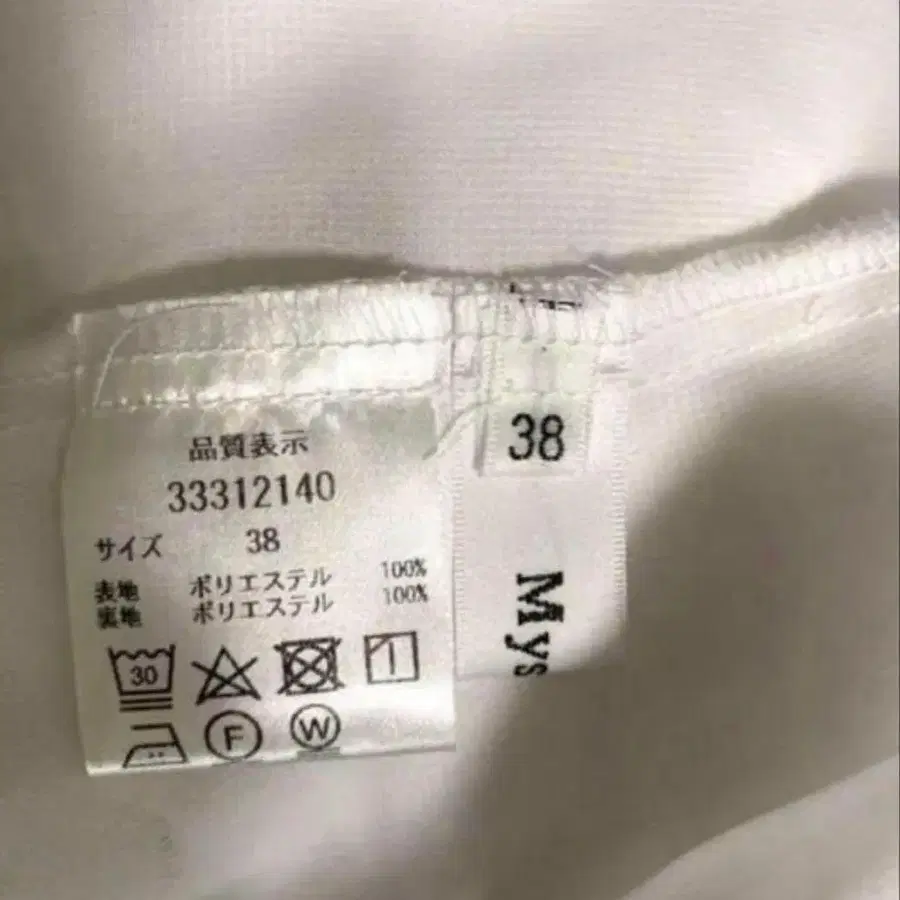 品質表示
33312140
サイズ 38
表地 ポリエステル 100%
裏地 ポリエステル 100%
30
F
W
38
Mys